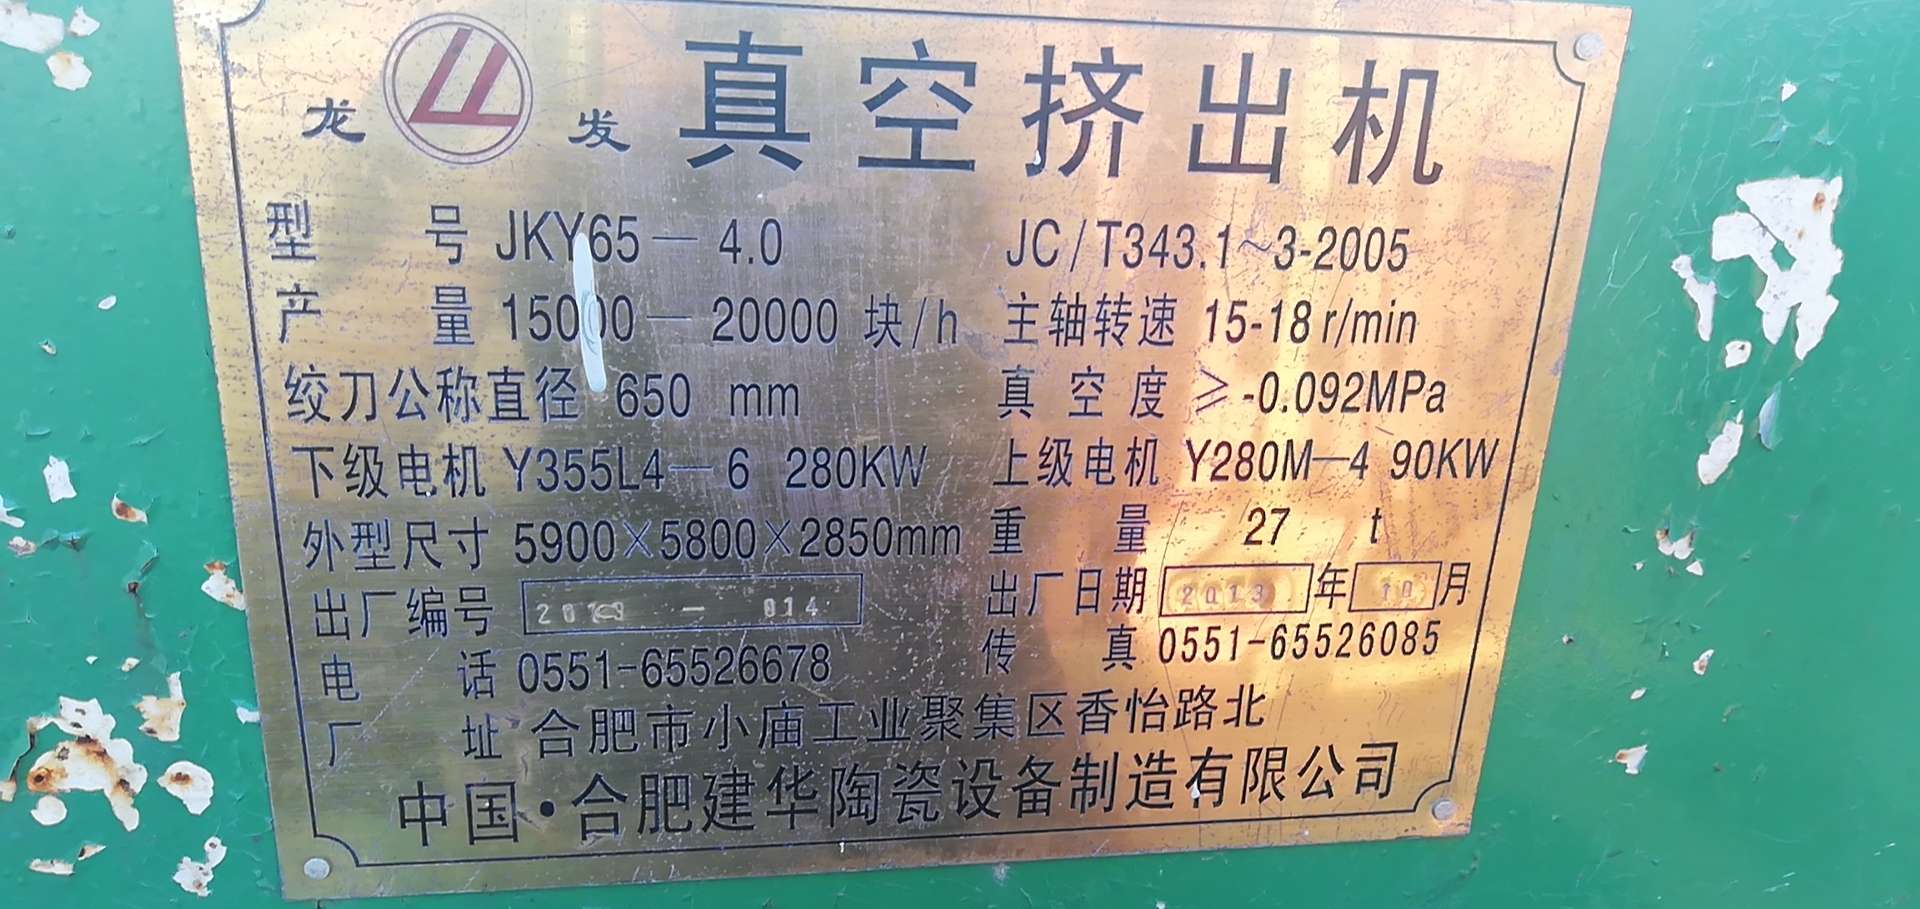 龙 发 真空挤出机
型 号 JKY65—4.0 JC/T343.1~3-2005
产 量 15000—20000 块/h 主轴转速 15-18 r/min
绞刀公称直径 650 mm 真空度 ≥-0.092MPa
下级电机 Y355L4—6 280KW 上级电机 Y280M—4 90KW
外型尺寸 5900×5800×2850mm 重 量 27 t
出厂编号 2013 — 014 出厂日期 2013 年 10 月
电 话 0551-65526678 传 真 0551-65526085
厂 址 合肥市小庙工业聚集区香怡路北
中国·合肥建华陶瓷设备制造有限公司